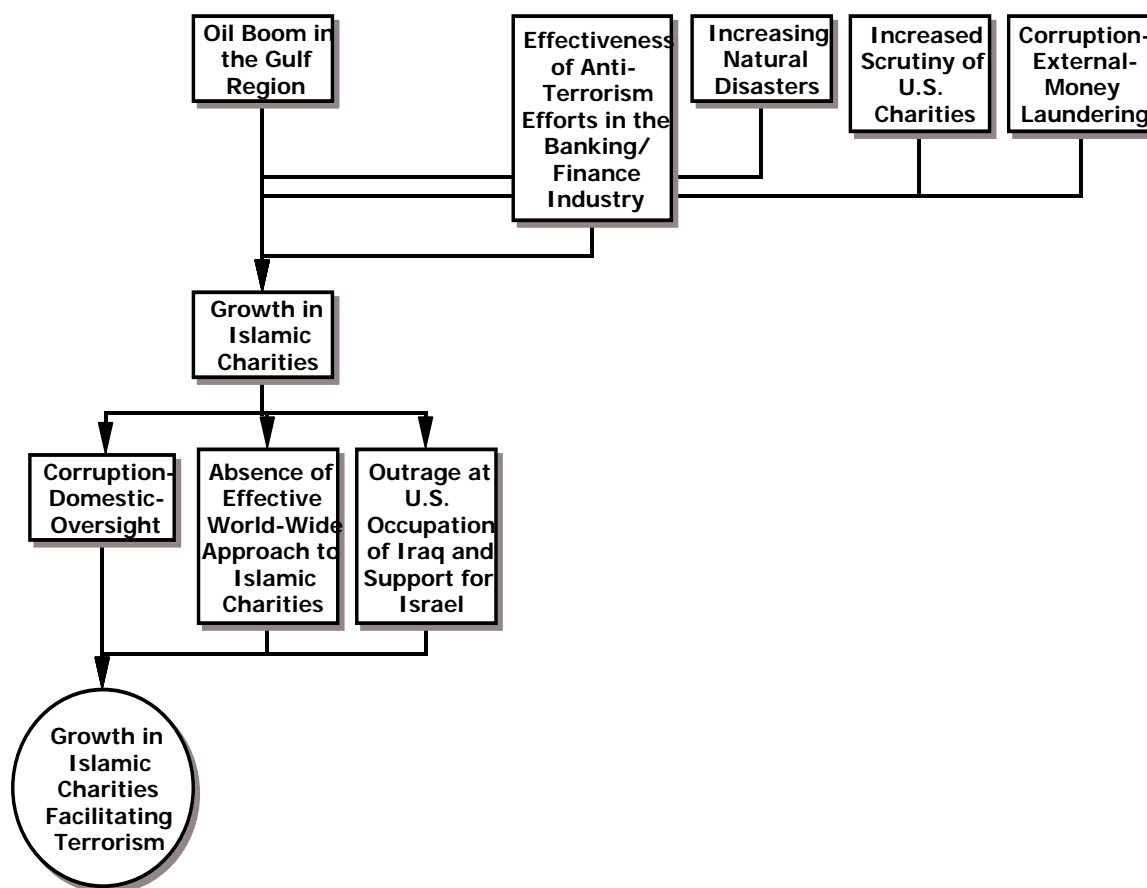 Oil Boom in
the Gulf
Region
Effectiveness
of Anti-
Terrorism
Efforts in the
Banking/
Finance
Industry
Increasing
Natural
Disasters
Increased
Scrutiny of
U.S.
Charities
Corruption-
External-
Money
Laundering
Growth in
Islamic
Charities
Corruption-
Domestic-
Oversight
Absence of
Effective
World-Wide
Approach to
Islamic
Charities
Outrage at
U.S.
Occupation
of Iraq and
Support for
Israel
Growth in
Islamic
Charities
Facilitating
Terrorism